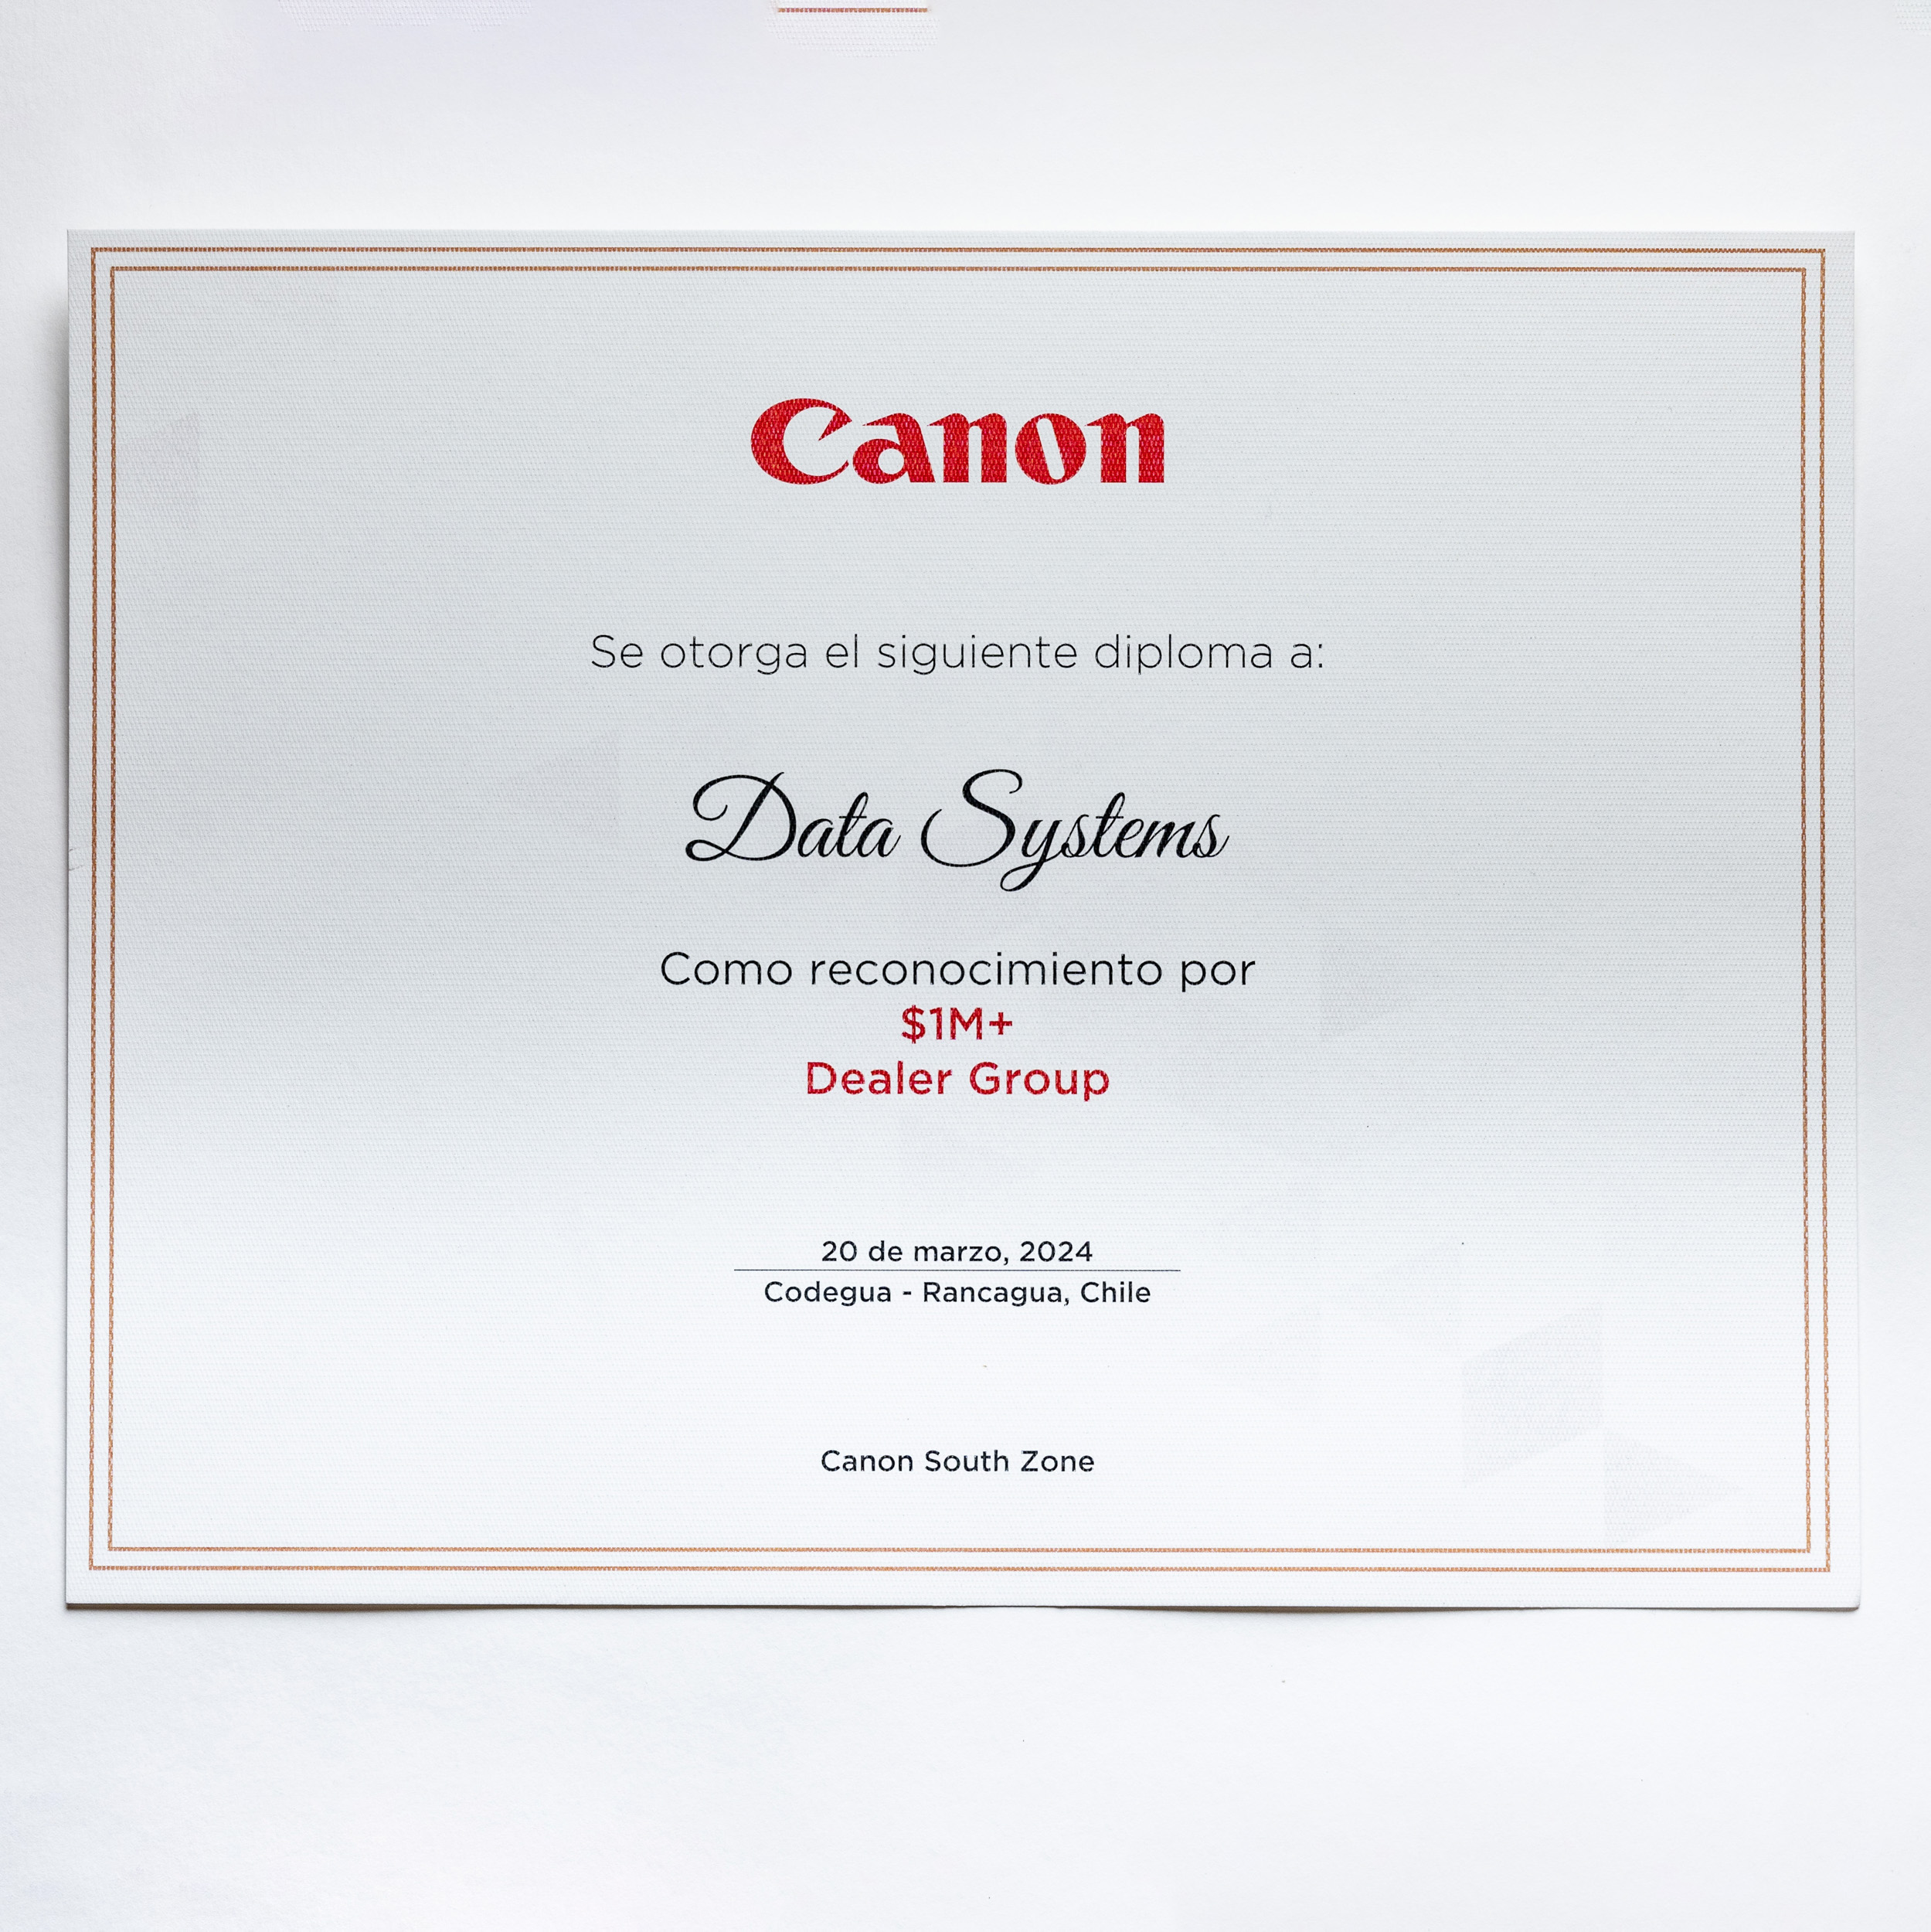 Canon
Se otorga el siguiente diploma a:
Data Systems
Como reconocimiento por
$1M+
Dealer Group
20 de marzo, 2024
Codegua - Rancagua, Chile
Canon South Zone